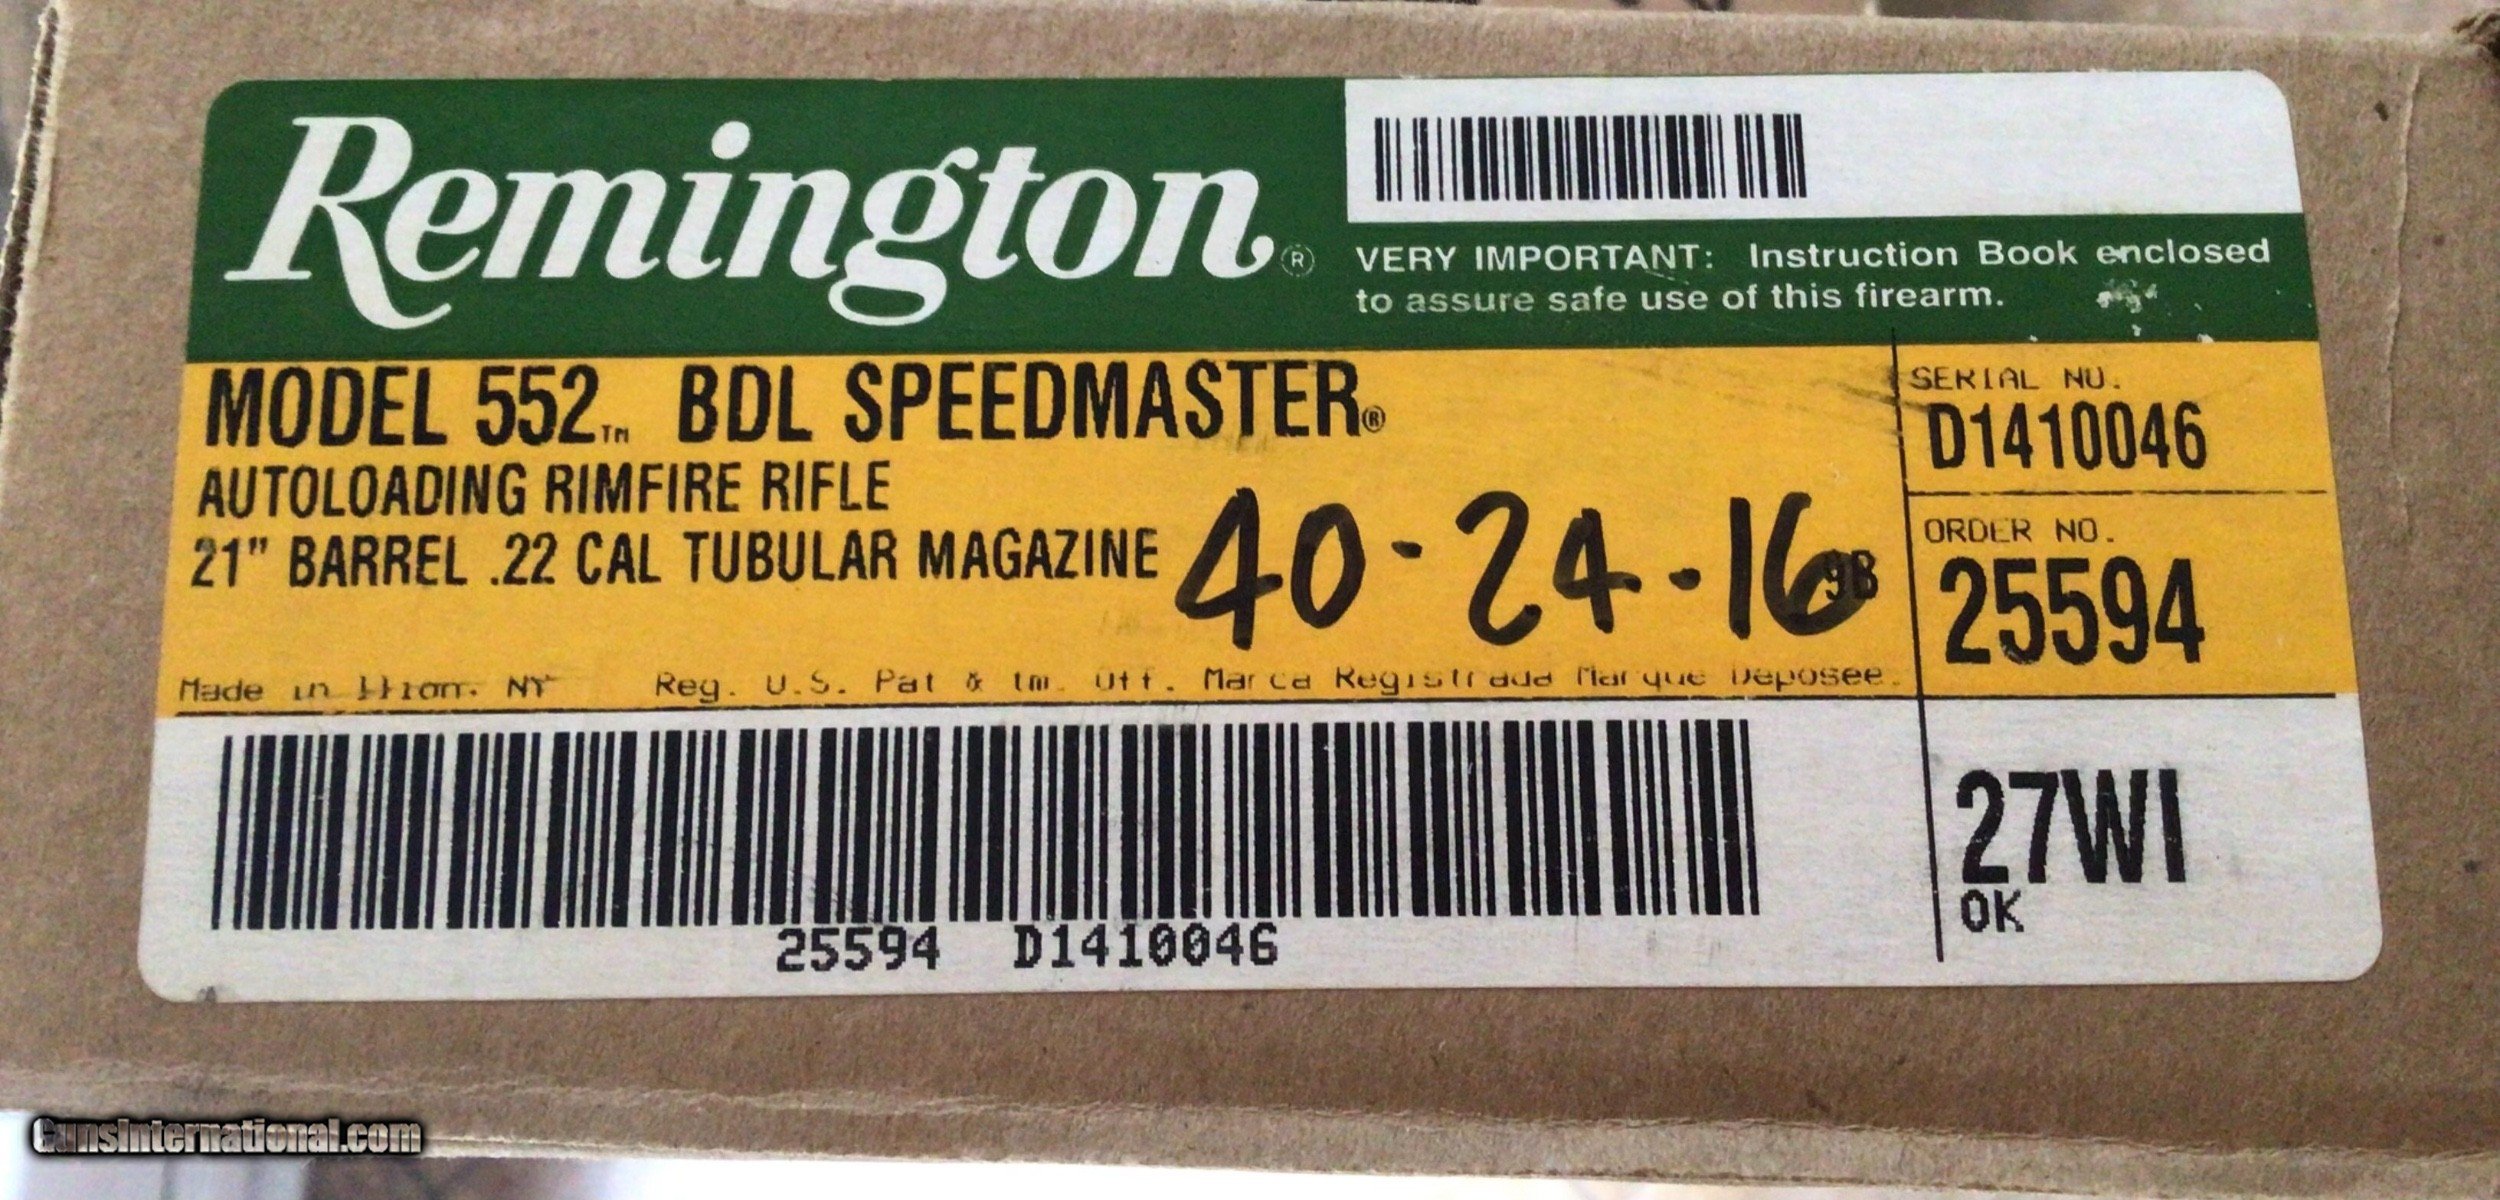 Remington®
VERY IMPORTANT: Instruction Book enclosed
to assure safe use of this firearm.
MODEL 552™ BDL SPEEDMASTER®
AUTOLOADING RIMFIRE RIFLE
21" BARREL .22 CAL TUBULAR MAGAZINE
40-24-16
9B
Made in Ilion, NY Reg. U.S. Pat & tm. Off. Marca Registrada Marque Deposee.
SERIAL NO.
D1410046
ORDER NO.
25594
27WI
OK
25594 D1410046
GunsInternational.com